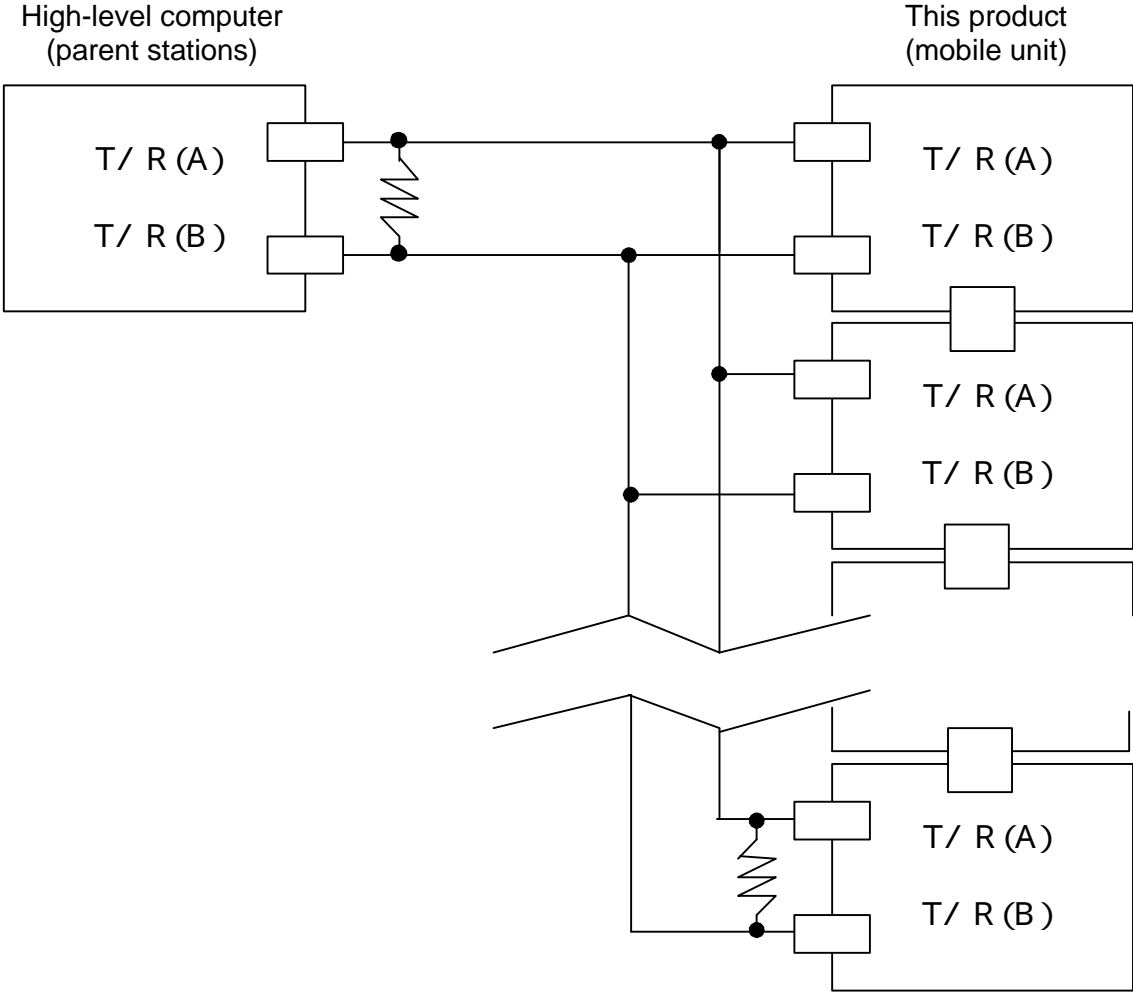 High-level computer
(parent stations)
This product
(mobile unit)
T/ R (A)
T/ R (B)
T/ R (A)
T/ R (B)
T/ R (A)
T/ R (B)
T/ R (A)
T/ R (B)